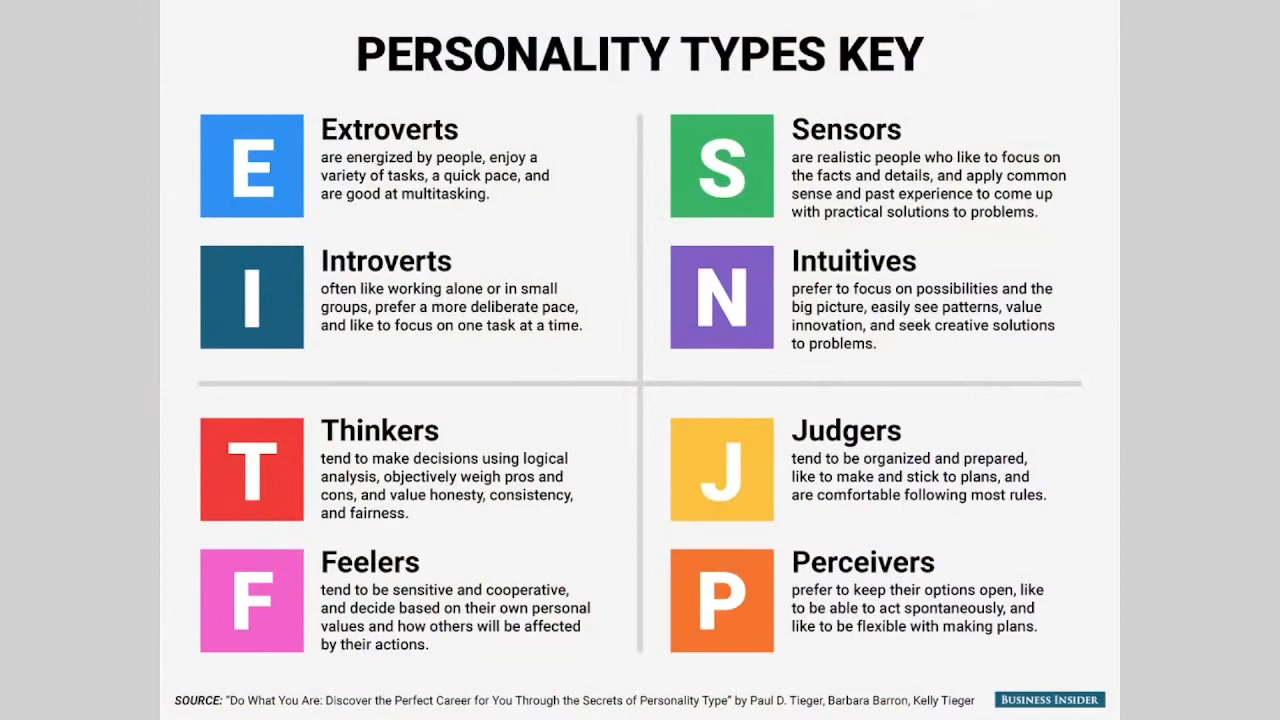 PERSONALITY TYPES KEY
E
Extroverts
are energized by people, enjoy a
variety of tasks, a quick pace, and
are good at multitasking.
I
Introverts
often like working alone or in small
groups, prefer a more deliberate pace,
and like to focus on one task at a time.
S
Sensors
are realistic people who like to focus on
the facts and details, and apply common
sense and past experience to come up
with practical solutions to problems.
N
Intuitives
prefer to focus on possibilities and the
big picture, easily see patterns, value
innovation, and seek creative solutions
to problems.
T
Thinkers
tend to make decisions using logical
analysis, objectively weigh pros and
cons, and value honesty, consistency,
and fairness.
F
Feelers
tend to be sensitive and cooperative,
and decide based on their own personal
values and how others will be affected
by their actions.
J
Judgers
tend to be organized and prepared,
like to make and stick to plans, and
are comfortable following most rules.
P
Perceivers
prefer to keep their options open, like
to be able to act spontaneously, and
like to be flexible with making plans.
SOURCE: "Do What You Are: Discover the Perfect Career for You Through the Secrets of Personality Type" by Paul D. Tieger, Barbara Barron, Kelly Tieger
BUSINESS INSIDER